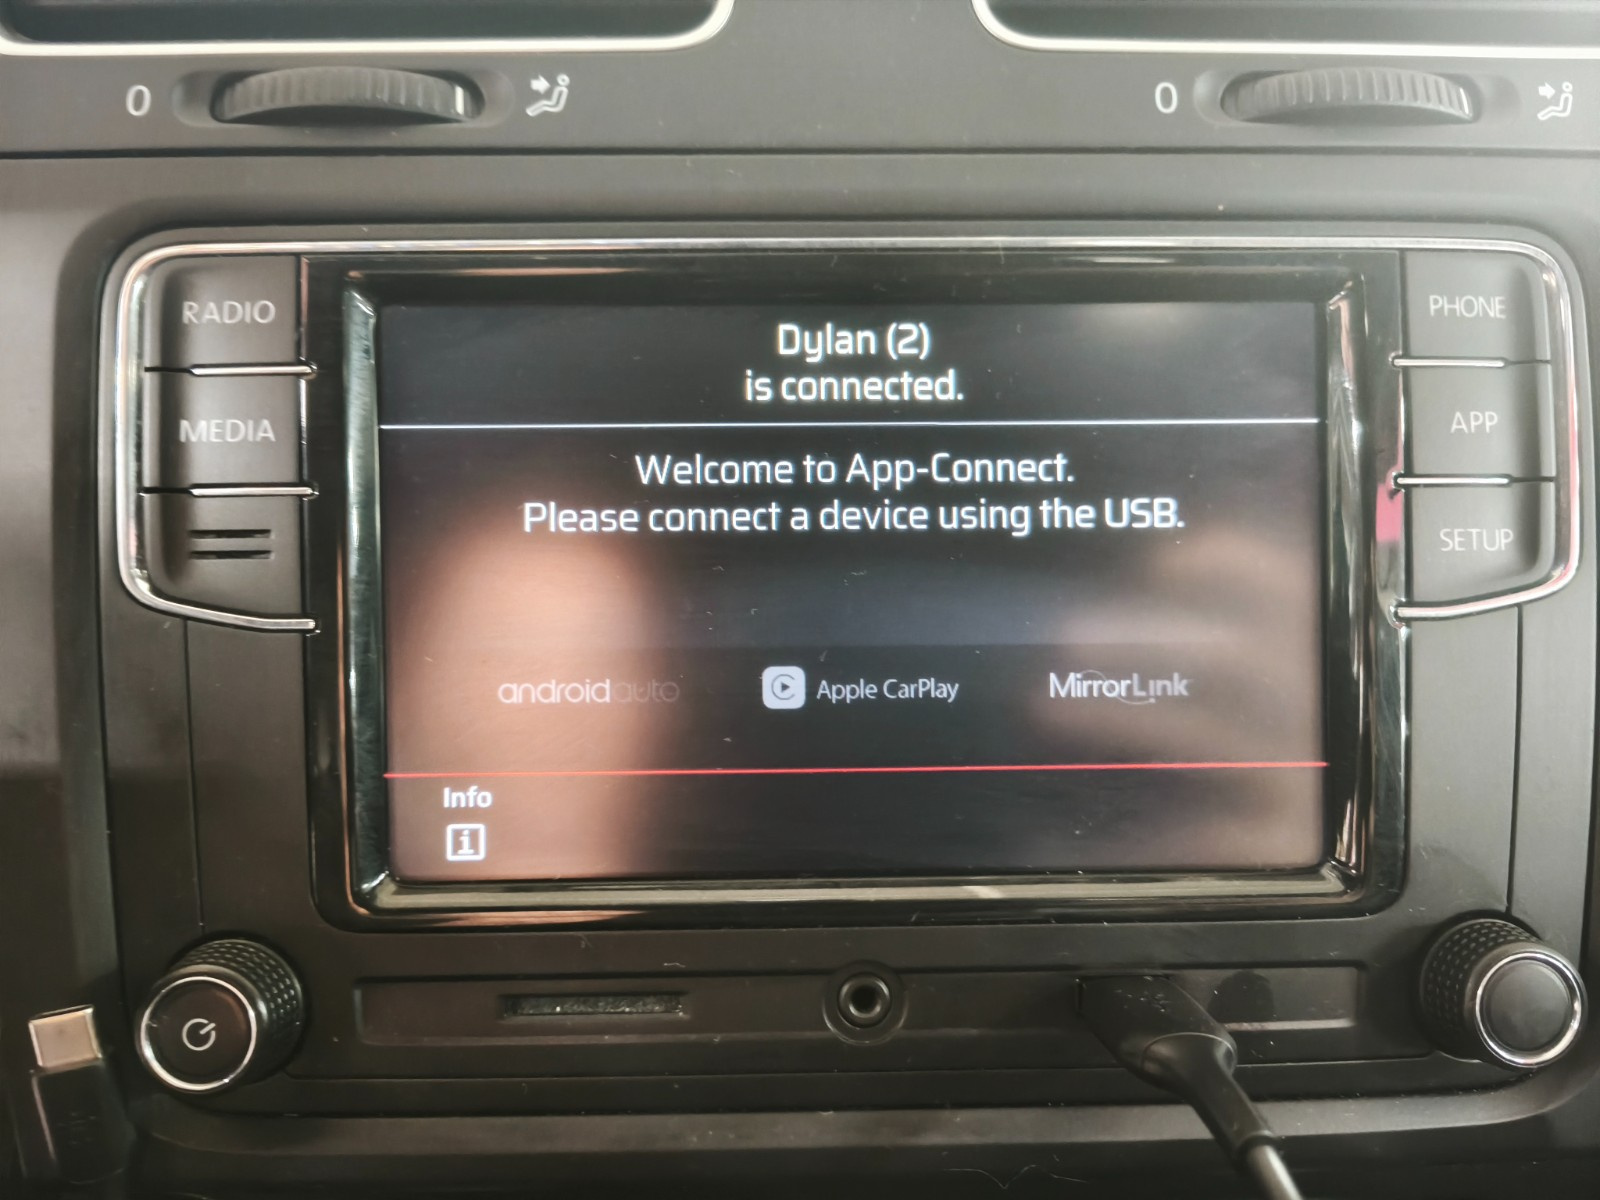 0
0
RADIO
MEDIA
PHONE
APP
SETUP
Dylan (2)
is connected.
Welcome to App-Connect.
Please connect a device using the USB.
androidauto
Apple CarPlay
MirrorLink
Info
i